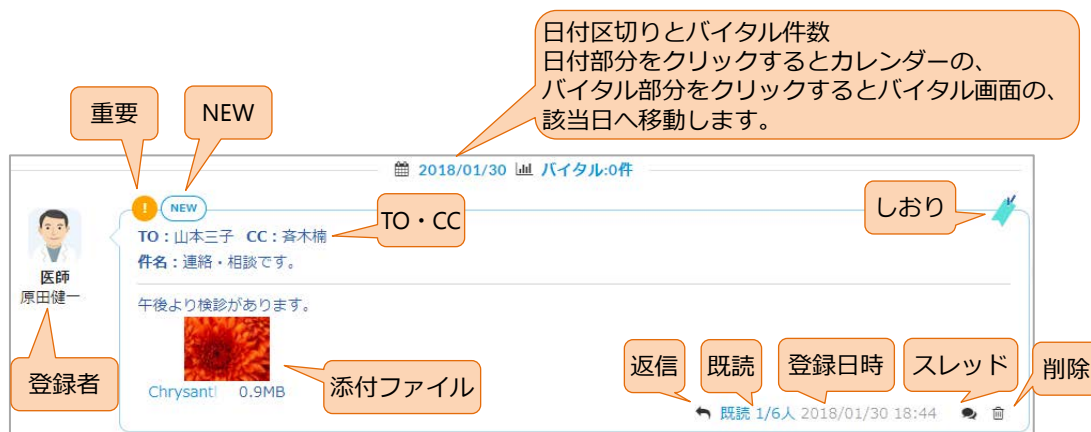 日付区切りとバイタル件数
日付部分をクリックするとカレンダーの、
バイタル部分をクリックするとバイタル画面の、
該当日へ移動します。
重要
NEW
2018/01/30 バイタル:0件
! NEW
しおり
TO・CC
TO：山本三子 CC：斉木楠
件名：連絡・相談です。
医師
原田健一
午後より検診があります。
登録者
添付ファイル
Chrysant 0.9MB
返信
既読
登録日時
スレッド
削除
既読 1/6人 2018/01/30 18:44